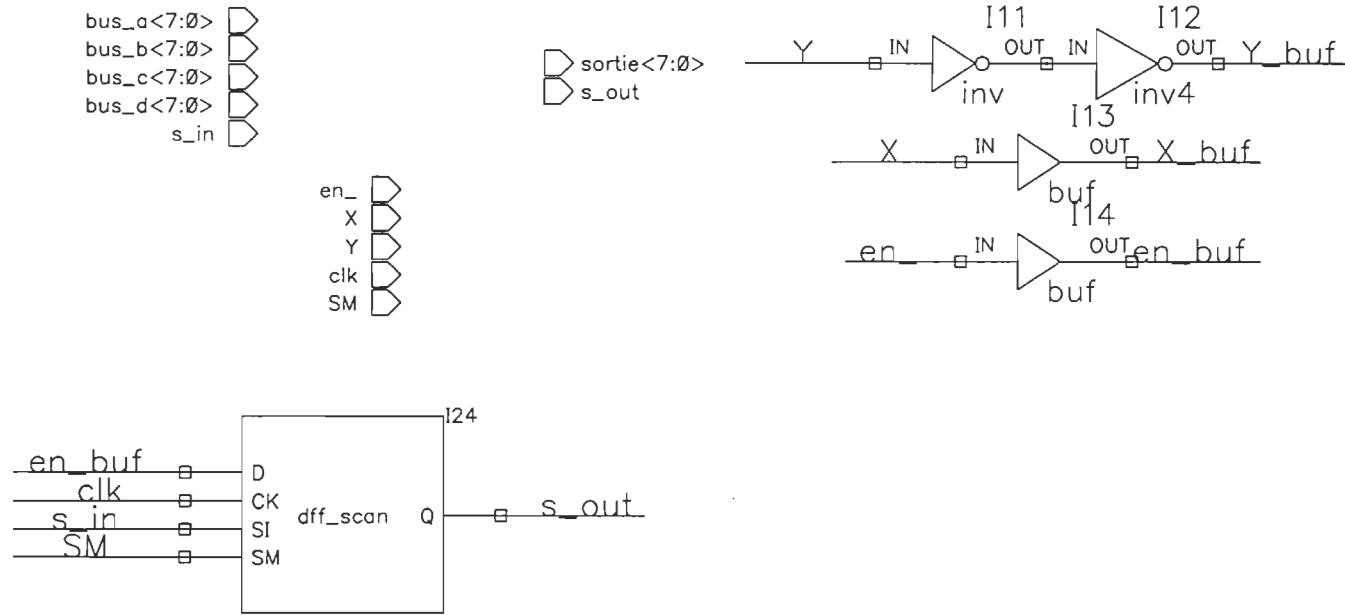 bus_a<7:0>
bus_b<7:0>
bus_c<7:0>
bus_d<7:0>
s_in
sortie<7:0>
s_out
en_
X
Y
clk
SM
I11
I12
Y IN OUT IN OUT Y_buf
inv
inv4
I13
X IN OUT X_buf
buf
I14
en_ IN OUT en_buf
buf
I24
en_buf D
clk CK
s_in SI
SM SM
dff_scan Q s_out